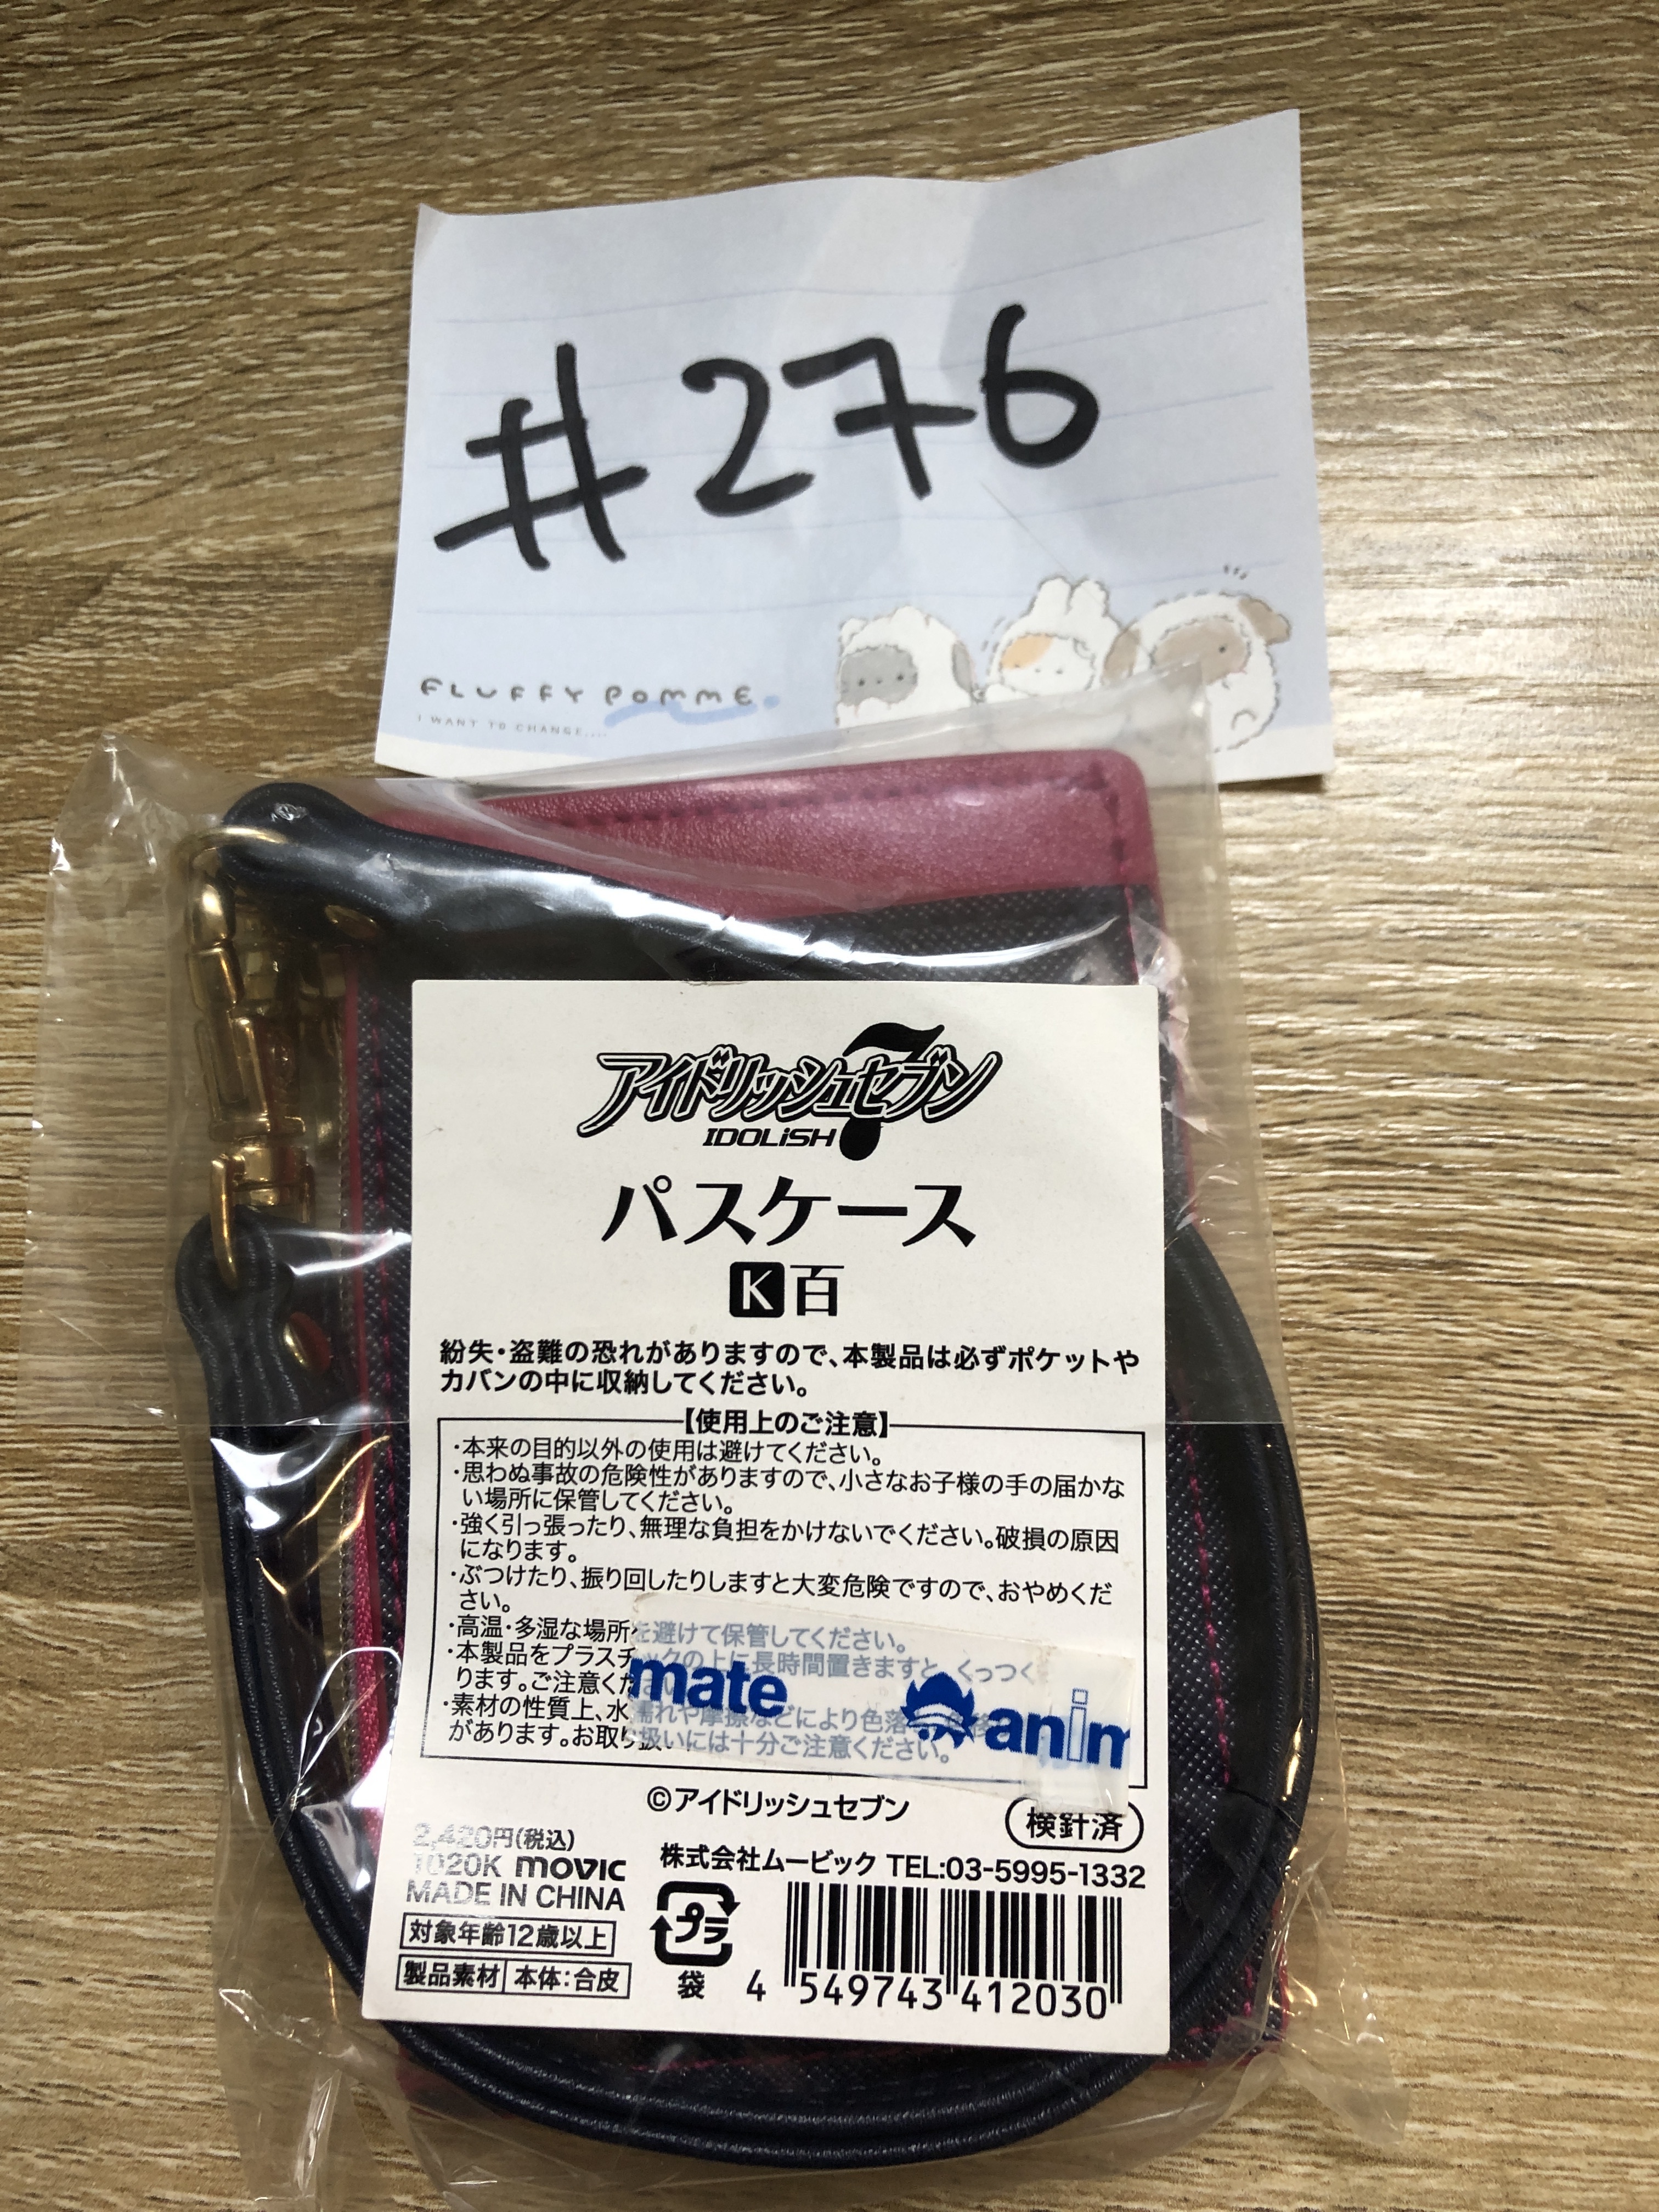 #276
FLUFFY POMME.
I WANT TO CHANGE....
アイドリッシュセブン
IDOLiSH7
パスケース
K 百
紛失・盗難の恐れがありますので、本製品は必ずポケットや
カバンの中に収納してください。
【使用上のご注意】
・本来の目的以外の使用は避けてください。
・思わぬ事故の危険性がありますので、小さなお子様の手の届かな
い場所に保管してください。
・強く引っ張ったり、無理な負担をかけないでください。破損の原因
になります。
・ぶつけたり、振り回したりしますと大変危険ですので、おやめくだ
さい。
・高温・多湿な場所を避けて保管してください。
・本製品をプラスチックの上に長時間置きますと、くっつく
ります。ご注意くだ
・素材の性質上、水濡れや摩擦などにより色落
があります。お取り扱いには十分ご注意ください。
mate anim
©アイドリッシュセブン
検針済
2,420円(税込)
1020K movic
MADE IN CHINA
株式会社ムービック TEL:03-5995-1332
対象年齢12歳以上
製品素材 本体:合皮
プラ
袋
4 549743 412030